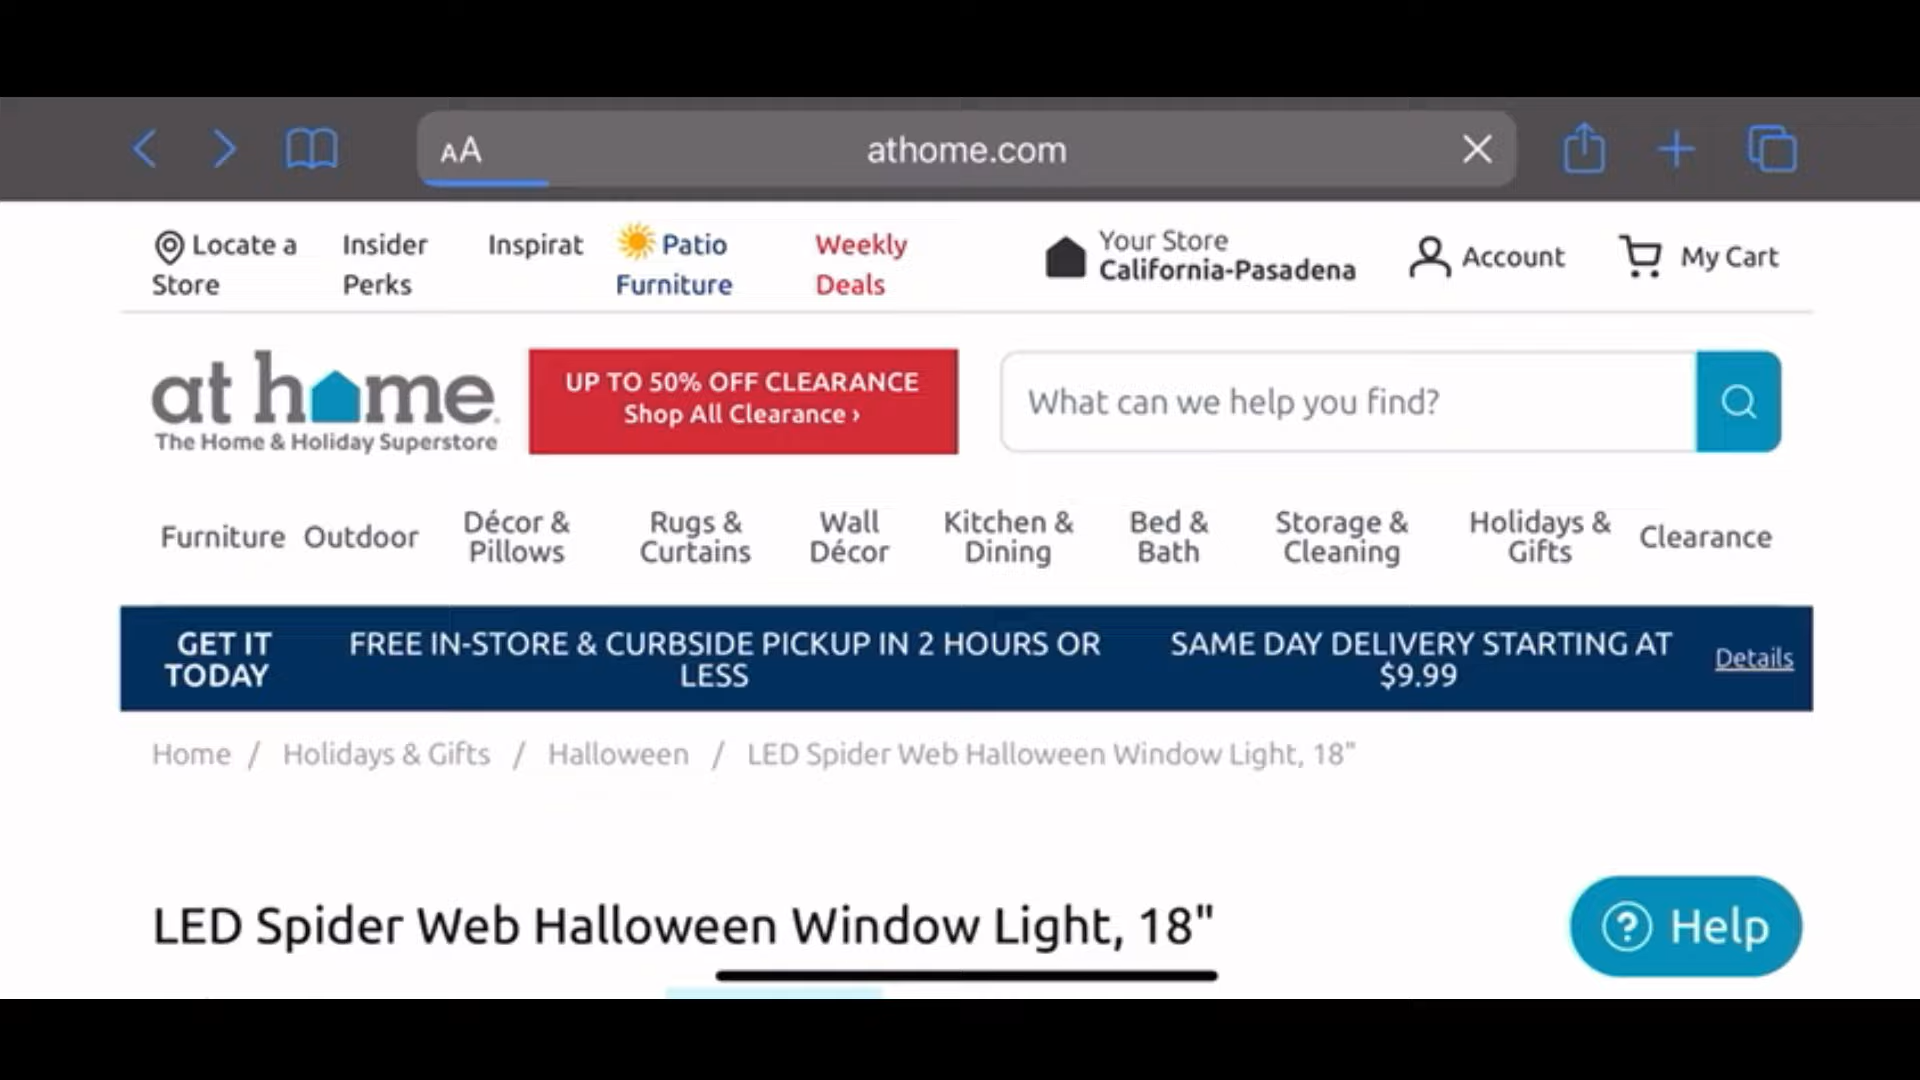 AA
athome.com
Locate a
Store
Insider
Perks
Inspirat
Patio
Furniture
Weekly
Deals
Your Store
California-Pasadena
Account
My Cart
at home
The Home & Holiday Superstore
UP TO 50% OFF CLEARANCE
Shop All Clearance ›
What can we help you find?
Furniture
Outdoor
Décor &
Pillows
Rugs &
Curtains
Wall
Décor
Kitchen &
Dining
Bed &
Bath
Storage &
Cleaning
Holidays &
Gifts
Clearance
GET IT
TODAY
FREE IN-STORE & CURBSIDE PICKUP IN 2 HOURS OR
LESS
SAME DAY DELIVERY STARTING AT
$9.99
Details
Home / Holidays & Gifts / Halloween / LED Spider Web Halloween Window Light, 18"
LED Spider Web Halloween Window Light, 18"
? Help